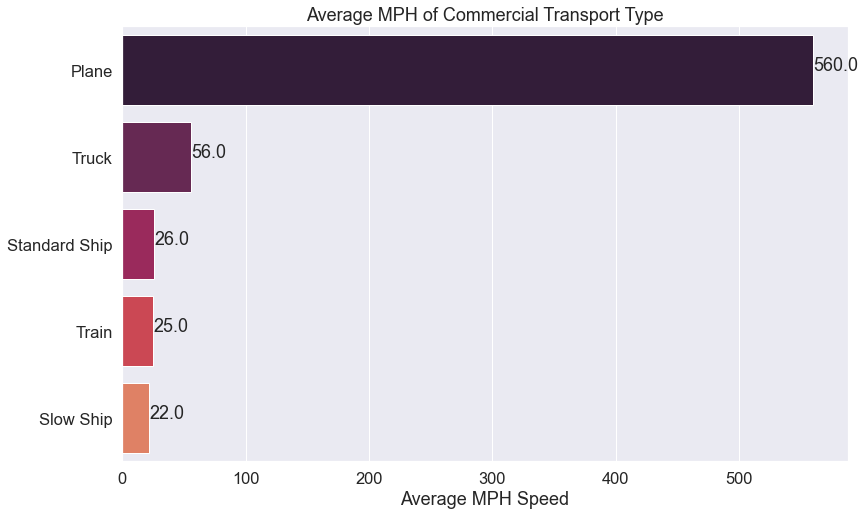 Average MPH of Commercial Transport Type
Plane
560.0
Truck
56.0
Standard Ship
26.0
Train
25.0
Slow Ship
22.0
0 100 200 300 400 500
Average MPH Speed